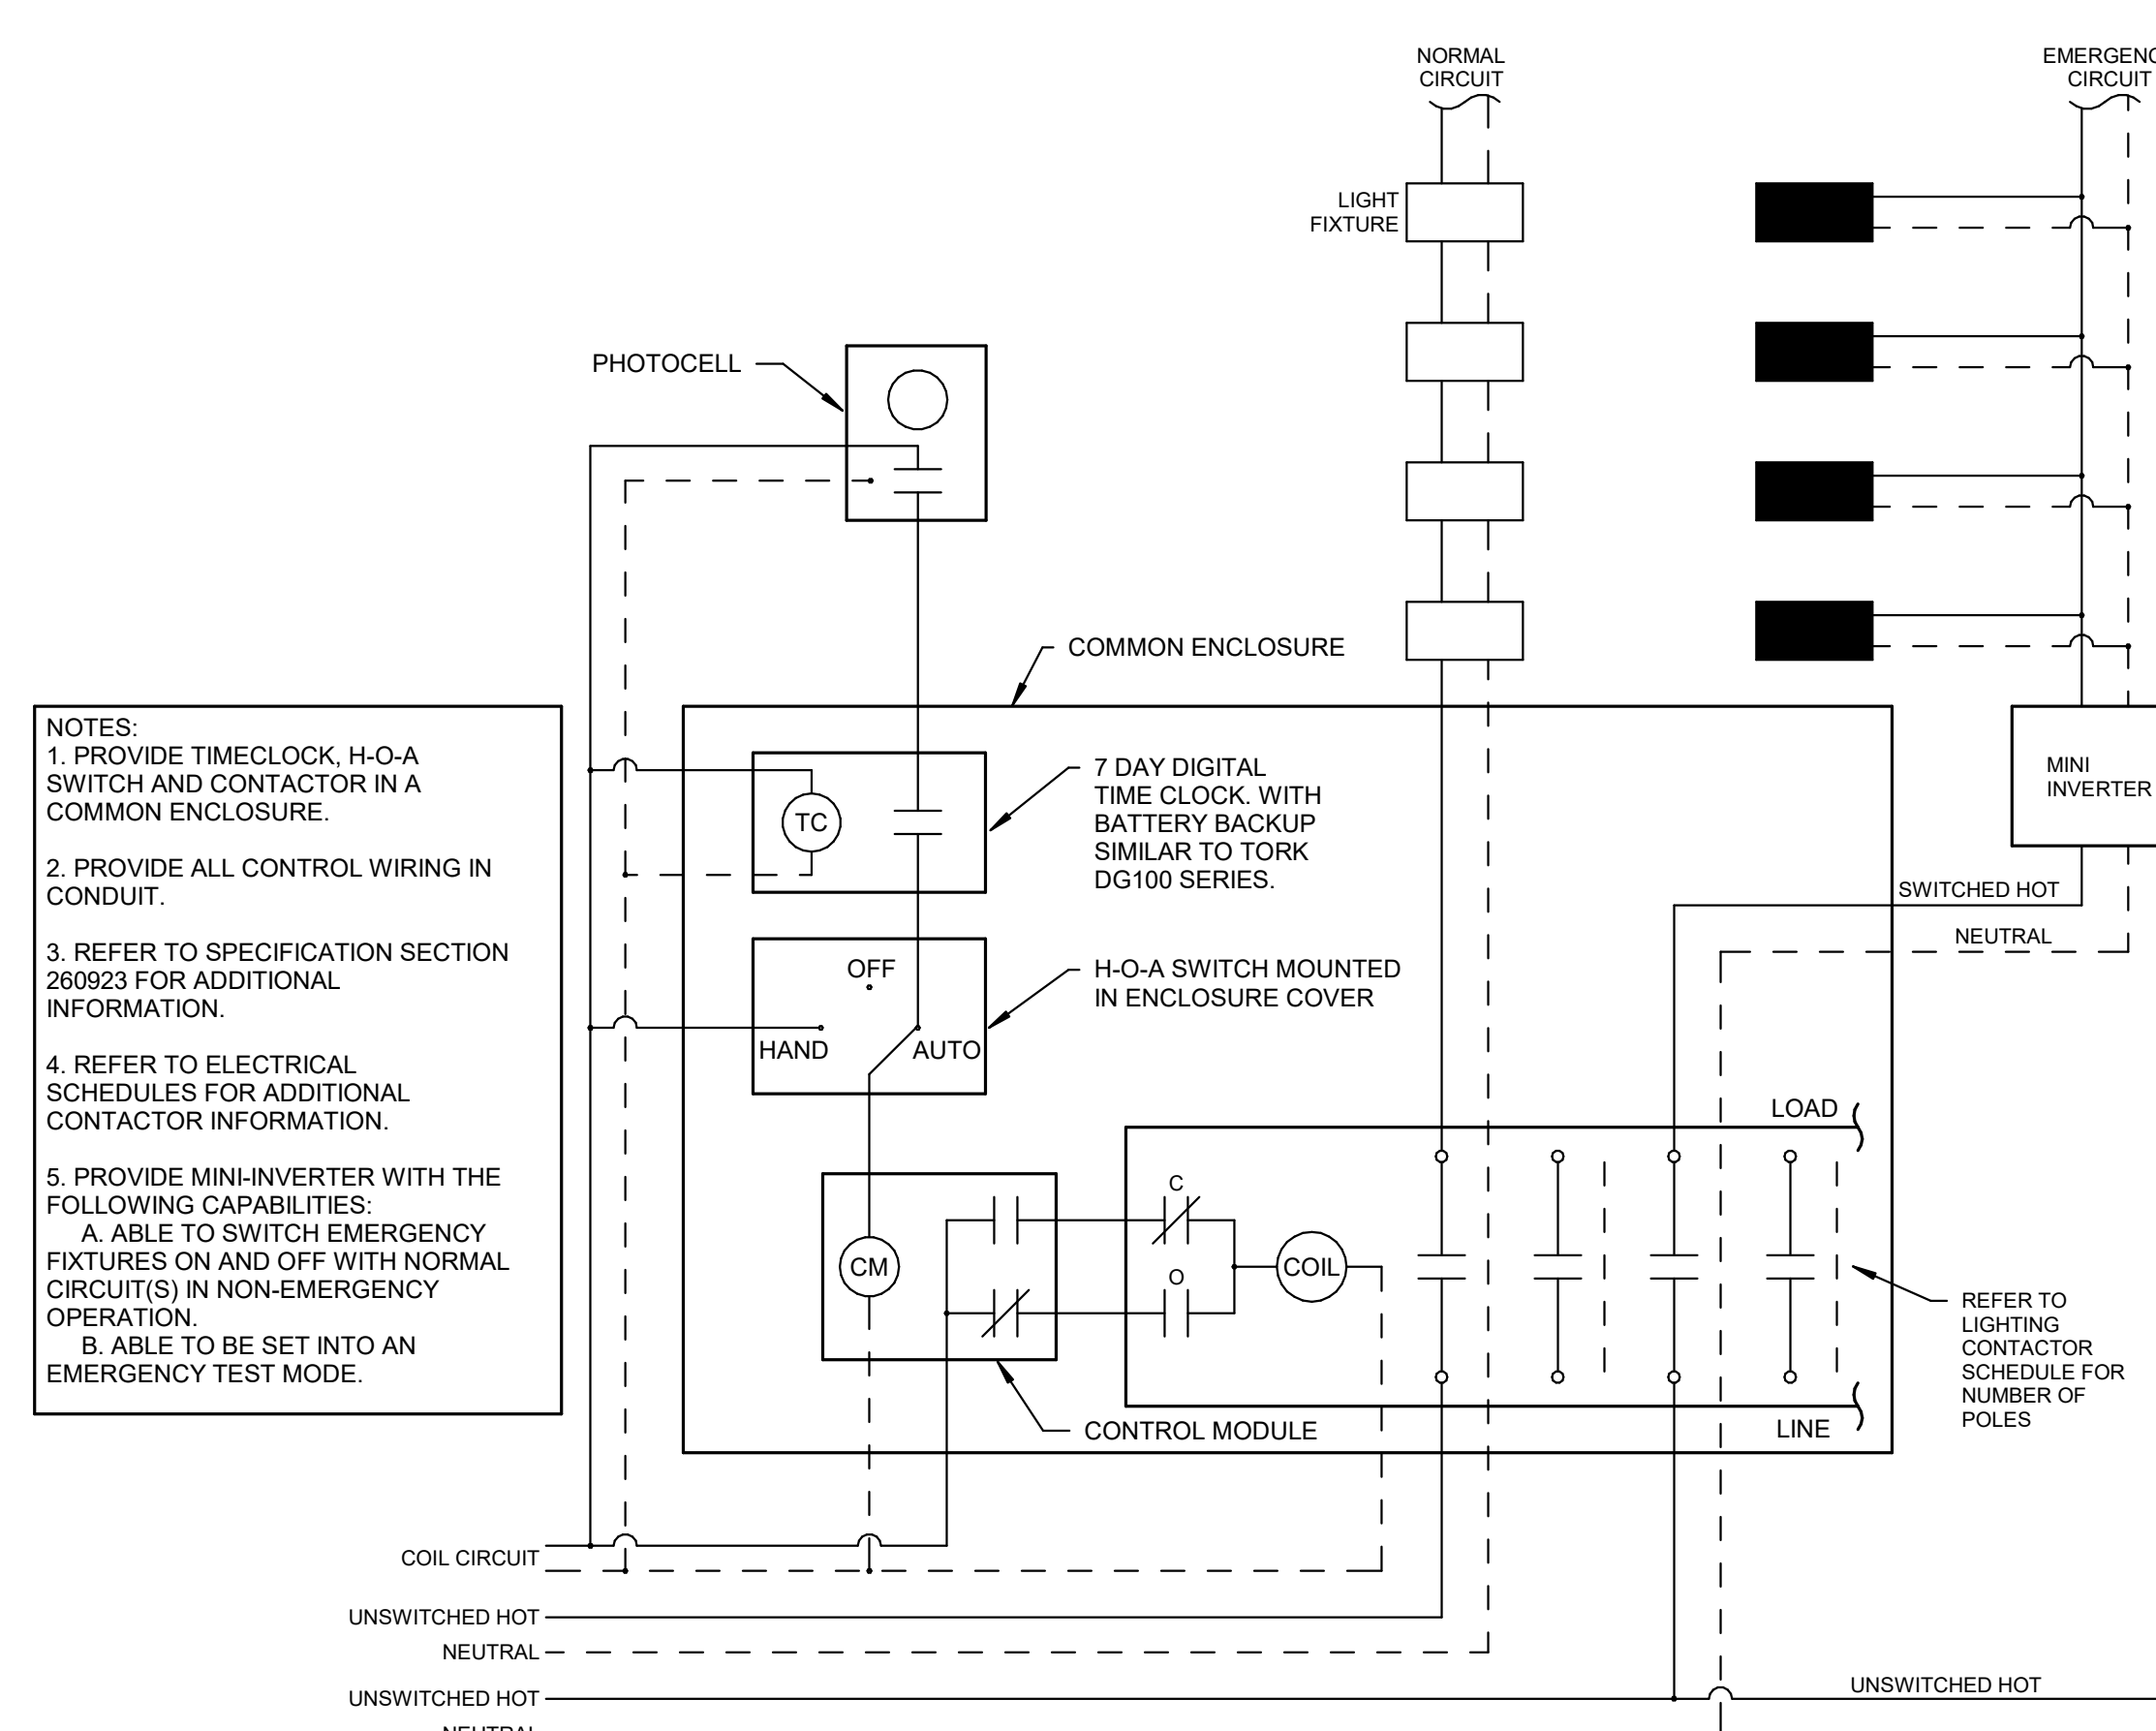 NORMAL
CIRCUIT
EMERGENC
CIRCUIT
LIGHT
FIXTURE
PHOTOCELL
COMMON ENCLOSURE
NOTES:
1. PROVIDE TIMECLOCK, H-O-A
SWITCH AND CONTACTOR IN A
COMMON ENCLOSURE.
2. PROVIDE ALL CONTROL WIRING IN
CONDUIT.
3. REFER TO SPECIFICATION SECTION
260923 FOR ADDITIONAL
INFORMATION.
4. REFER TO ELECTRICAL
SCHEDULES FOR ADDITIONAL
CONTACTOR INFORMATION.
5. PROVIDE MINI-INVERTER WITH THE
FOLLOWING CAPABILITIES:
A. ABLE TO SWITCH EMERGENCY
FIXTURES ON AND OFF WITH NORMAL
CIRCUIT(S) IN NON-EMERGENCY
OPERATION.
B. ABLE TO BE SET INTO AN
EMERGENCY TEST MODE.
TC
7 DAY DIGITAL
TIME CLOCK. WITH
BATTERY BACKUP
SIMILAR TO TORK
DG100 SERIES.
MINI
INVERTER
SWITCHED HOT
NEUTRAL
OFF
HAND
AUTO
H-O-A SWITCH MOUNTED
IN ENCLOSURE COVER
LOAD
C
CM
O
COIL
REFER TO
LIGHTING
CONTACTOR
SCHEDULE FOR
NUMBER OF
POLES
CONTROL MODULE
LINE
COIL CIRCUIT
UNSWITCHED HOT
NEUTRAL
UNSWITCHED HOT
UNSWITCHED HOT
NEUTRAL